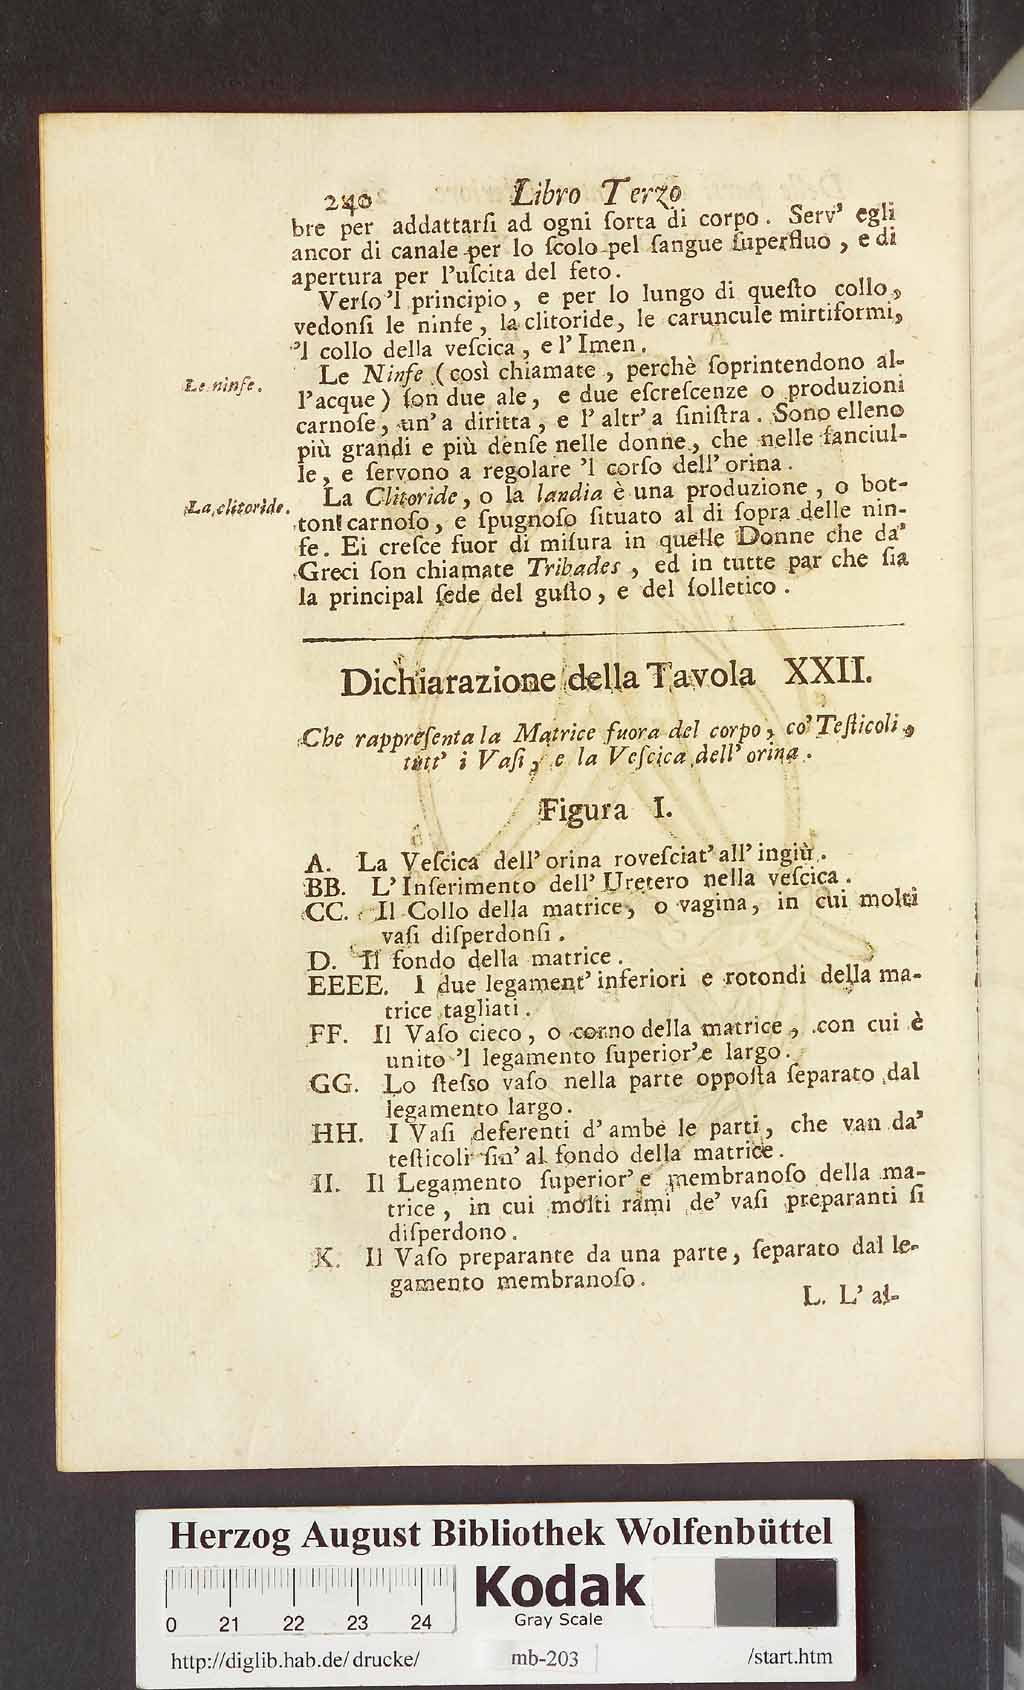 240 Libro Terzo
bre per addattarſi ad ogni ſorta di corpo. Serv' egli
ancor di canale per lo ſcolo pel ſangue ſuperfluo, e di
apertura per l'uſcita del feto.
Verſo 'l principio, e per lo lungo di queſto collo,
vedonſi le ninfe, la clitoride, le caruncule mirtiformi,
'l collo della veſcica, e l'Imen.
Le ninfe.
Le Ninfe (così chiamate, perchè ſoprintendono al-
l'acque) ſon due ale, e due eſcreſcenze o produzioni
carnoſe, un' a diritta, e l'altr' a ſiniſtra. Sono elleno
più grandi e più denſe nelle donne, che nelle fanciul-
le, e ſervono a regolare 'l corſo dell' orina.
La clitoride.
La Clitoride, o la landia è una produzione, o bot-
ton carnoſo, e ſpugnoſo ſituato al di ſopra delle nin-
fe. Ei creſce fuor di miſura in quelle Donne che da'
Greci ſon chiamate Tribades, ed in tutte par che ſia
la principal ſede del guſto, e del ſolletico.
Dichiarazione della Tavola XXII.
Che rappreſenta la Matrice fuora del corpo, co' Teſticoli,
tutt' i Vaſi, e la Veſcica dell' orina.
Figura I.
A. La Veſcica dell' orina roveſciat' all' ingiù.
BB. L' Inſerimento dell' Uretero nella veſcica.
CC. Il Collo della matrice, o vagina, in cui molti
vaſi diſperdonſi.
D. Il fondo della matrice.
EEEE. I due legament' inferiori e rotondi della ma-
trice tagliati.
FF. Il Vaſo cieco, o corno della matrice, con cui è
unito 'l legamento ſuperior' e largo.
GG. Lo ſteſso vaſo nella parte oppoſta ſeparato dal
legamento largo.
HH. I Vaſi deferenti d' ambe le parti, che van da'
teſticoli ſin' al fondo della matrice.
II. Il Legamento ſuperior' e membranoſo della ma-
trice, in cui molti rami de' vaſi preparanti ſi
diſperdono.
K. Il Vaſo preparante da una parte, ſeparato dal le-
gamento membranoſo.
L. L' al-
Herzog August Bibliothek Wolfenbüttel
0 21 22 23 24
Kodak
Gray Scale
http://diglib.hab.de/drucke/ mb-203 /start.htm